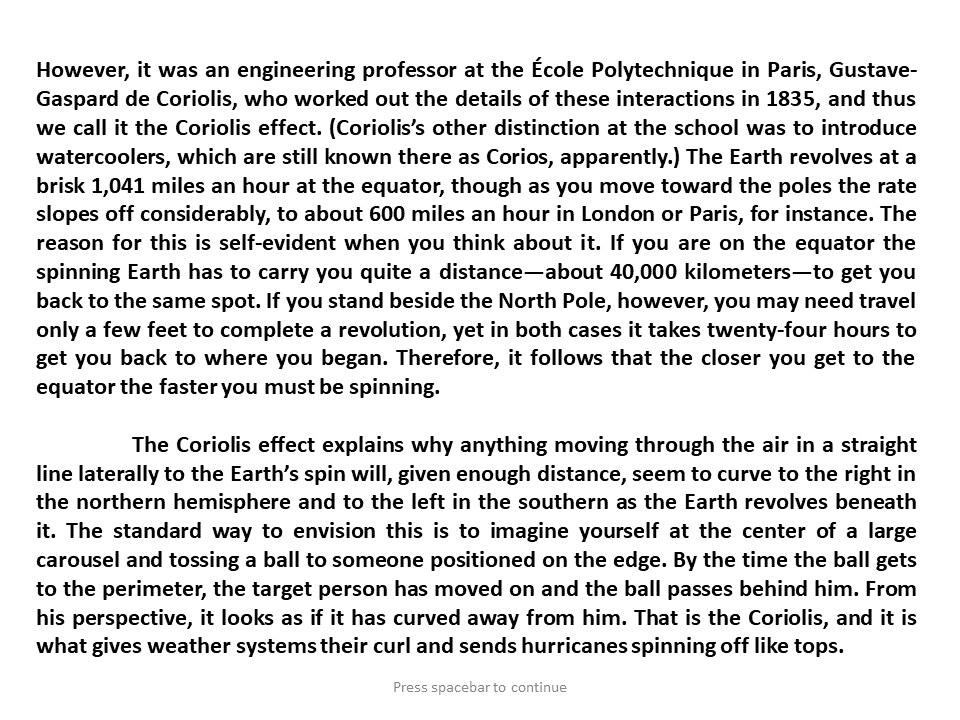 However, it was an engineering professor at the École Polytechnique in Paris, Gustave-
Gaspard de Coriolis, who worked out the details of these interactions in 1835, and thus
we call it the Coriolis effect. (Coriolis’s other distinction at the school was to introduce
watercoolers, which are still known there as Corios, apparently.) The Earth revolves at a
brisk 1,041 miles an hour at the equator, though as you move toward the poles the rate
slopes off considerably, to about 600 miles an hour in London or Paris, for instance. The
reason for this is self-evident when you think about it. If you are on the equator the
spinning Earth has to carry you quite a distance—about 40,000 kilometers—to get you
back to the same spot. If you stand beside the North Pole, however, you may need travel
only a few feet to complete a revolution, yet in both cases it takes twenty-four hours to
get you back to where you began. Therefore, it follows that the closer you get to the
equator the faster you must be spinning.
The Coriolis effect explains why anything moving through the air in a straight
line laterally to the Earth’s spin will, given enough distance, seem to curve to the right in
the northern hemisphere and to the left in the southern as the Earth revolves beneath
it. The standard way to envision this is to imagine yourself at the center of a large
carousel and tossing a ball to someone positioned on the edge. By the time the ball gets
to the perimeter, the target person has moved on and the ball passes behind him. From
his perspective, it looks as if it has curved away from him. That is the Coriolis, and it is
what gives weather systems their curl and sends hurricanes spinning off like tops.
Press spacebar to continue